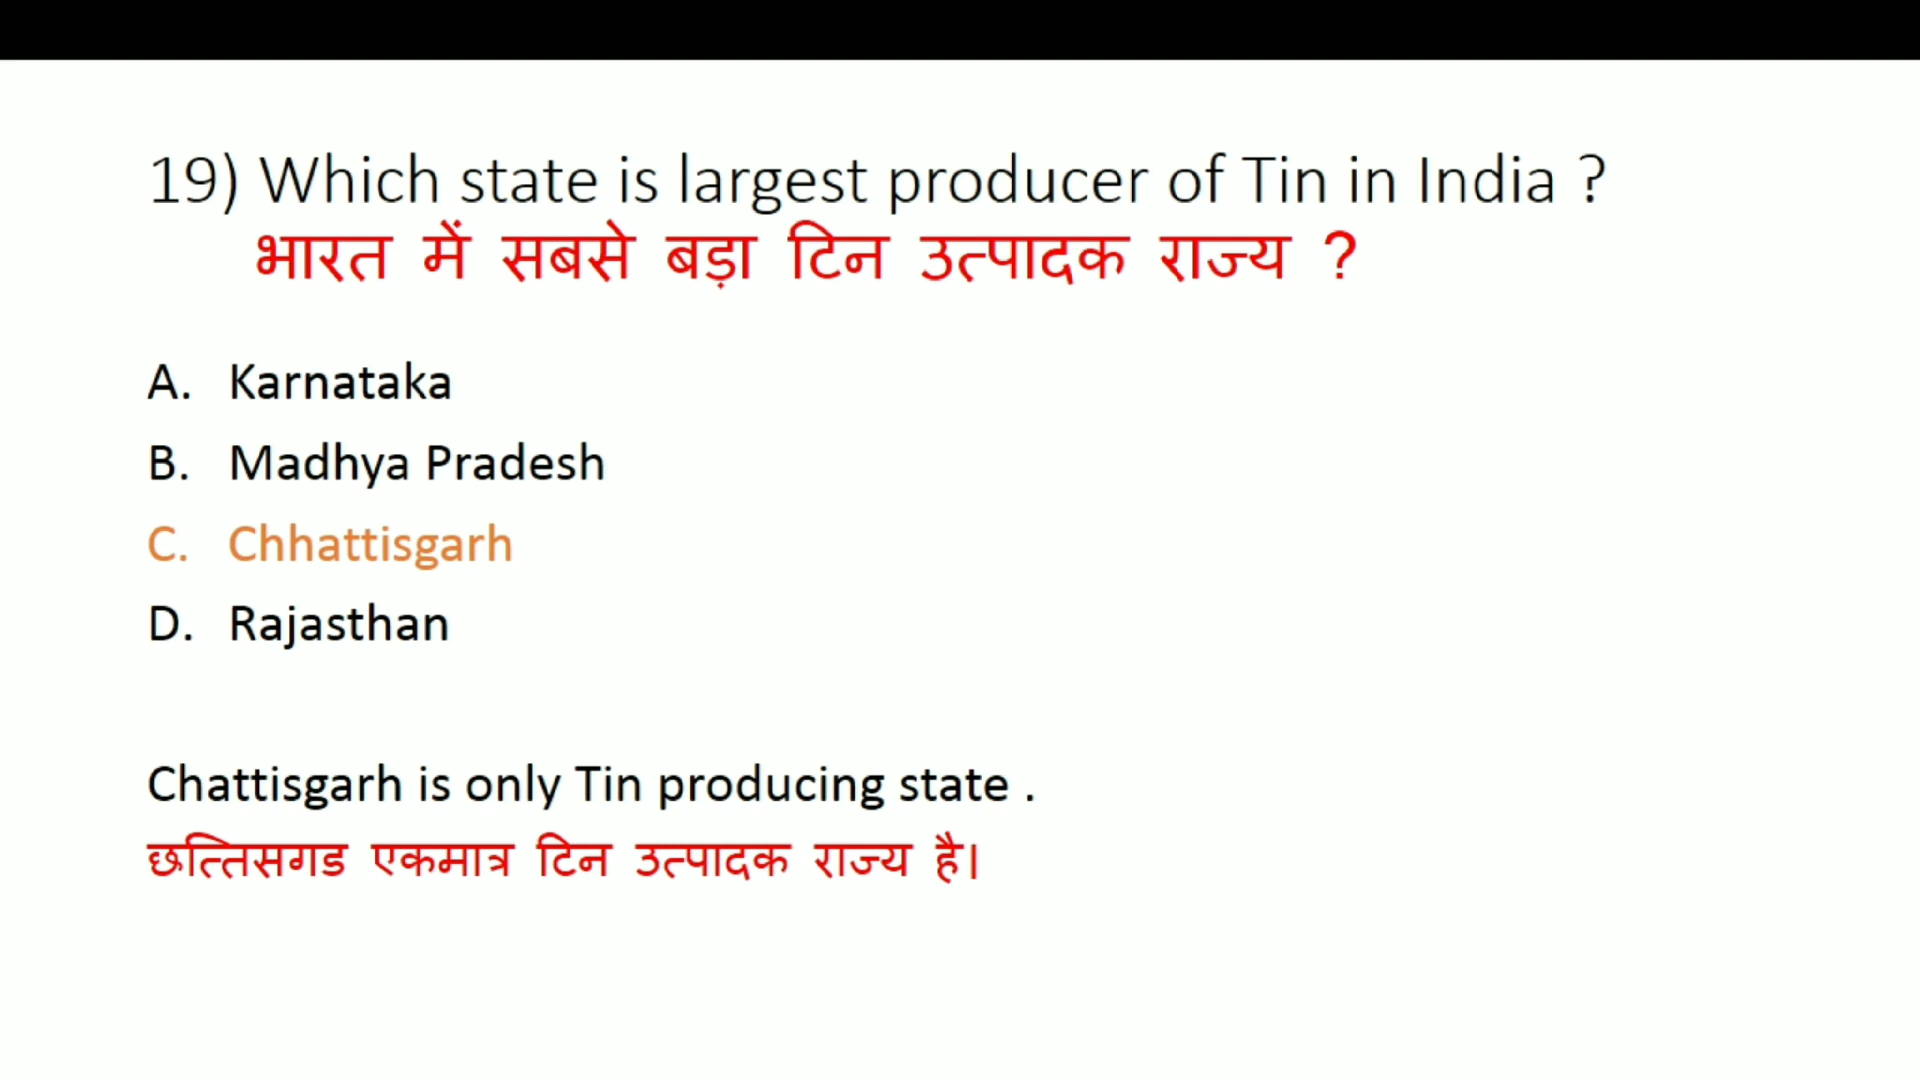 19) Which state is largest producer of Tin in India ?
भारत में सबसे बड़ा टिन उत्पादक राज्य ?
A. Karnataka
B. Madhya Pradesh
C. Chhattisgarh
D. Rajasthan
Chattisgarh is only Tin producing state .
छत्तिसगड एकमात्र टिन उत्पादक राज्य है।